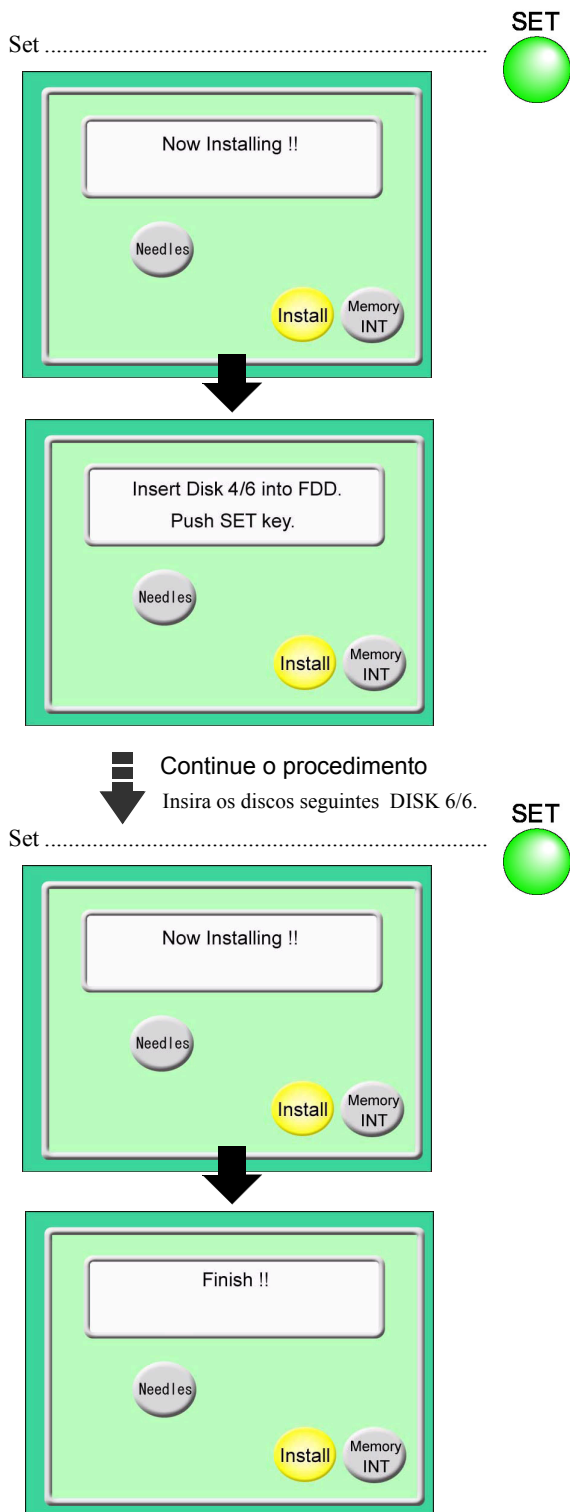 SET
Set ..........................................................................
Now Installing !!
Needles
Install
Memory
INT
Insert Disk 4/6 into FDD.
Push SET key.
Needles
Install
Memory
INT
Continue o procedimento
Insira os discos seguintes DISK 6/6.
SET
Set ..........................................................................
Now Installing !!
Needles
Install
Memory
INT
Finish !!
Needles
Install
Memory
INT